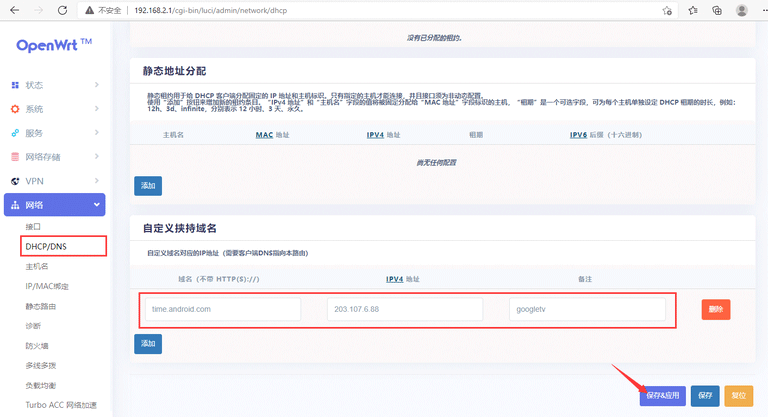 不安全 | 192.168.2.1/cgi-bin/luci/admin/network/dhcp
OpenWrt TM
状态
系统
服务
网络存储
VPN
网络
接口
DHCP/DNS
主机名
IP/MAC绑定
静态路由
诊断
防火墙
多线多拨
负载均衡
Turbo ACC 网络加速
没有已分配的租约。
静态地址分配
静态租约用于给 DHCP 客户端分配固定的 IP 地址和主机标识。只有指定的主机才能连接，并且接口须为非动态配置。
使用“添加”按钮来增加新的租约条目。“IPv4 地址”和“主机名”字段的值将被固定分配给“MAC 地址”字段标识的主机，“租期”是一个可选字段，可为每个主机单独设定 DHCP 租期的时长，例如：
12h、3d、infinite，分别表示 12 小时、3 天、永久。
主机名 MAC 地址 IPV4 地址 租期 IPV6 后缀（十六进制）
尚无任何配置
添加
自定义挟持域名
自定义域名对应的IP地址（需要客户端DNS指向本路由）
域名（不带 HTTP(S)://） IPV4 地址 备注
time.android.com 203.107.6.88 googletv 删除
添加
保存&应用 保存 复位